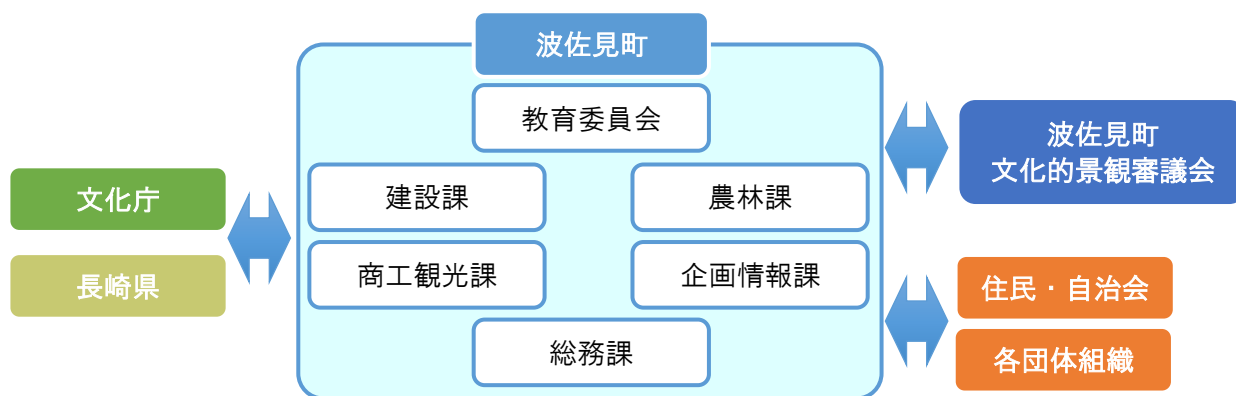 波佐見町
教育委員会
建設課
農林課
商工観光課
企画情報課
総務課
文化庁
長崎県
波佐見町
文化的景観審議会
住民・自治会
各団体組織